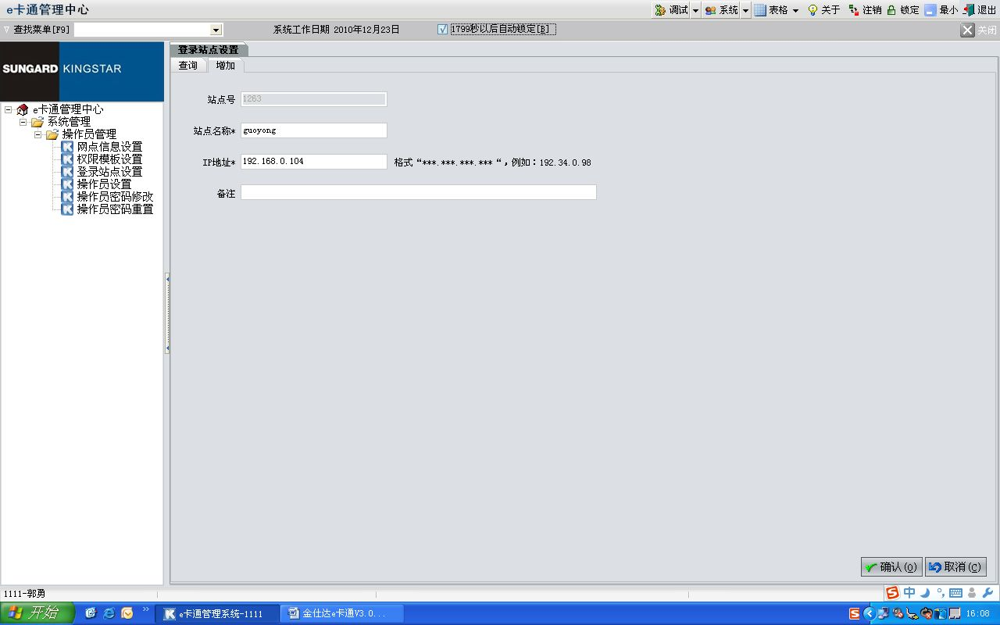 e卡通管理中心
调试 系统 表格 关于 注销 锁定 最小 退出
查找菜单[F9] 系统工作日期 2010年12月23日 1799秒以后自动锁定[B] 关闭
SUNGARD KINGSTAR
登录站点设置
查询 增加
e卡通管理中心
系统管理
操作员管理
网点信息设置
权限模板设置
登录站点设置
操作员设置
操作员密码修改
操作员密码重置
站点号 1263
站点名称* guoyong
IP地址* 192.168.0.104 格式“***.***.***.***“，例如：192.34.0.98
备注
确认(O) 取消(C)
1111-郭勇
中
开始 e卡通管理系统-1111 金仕达e卡通V3.0... 16:08